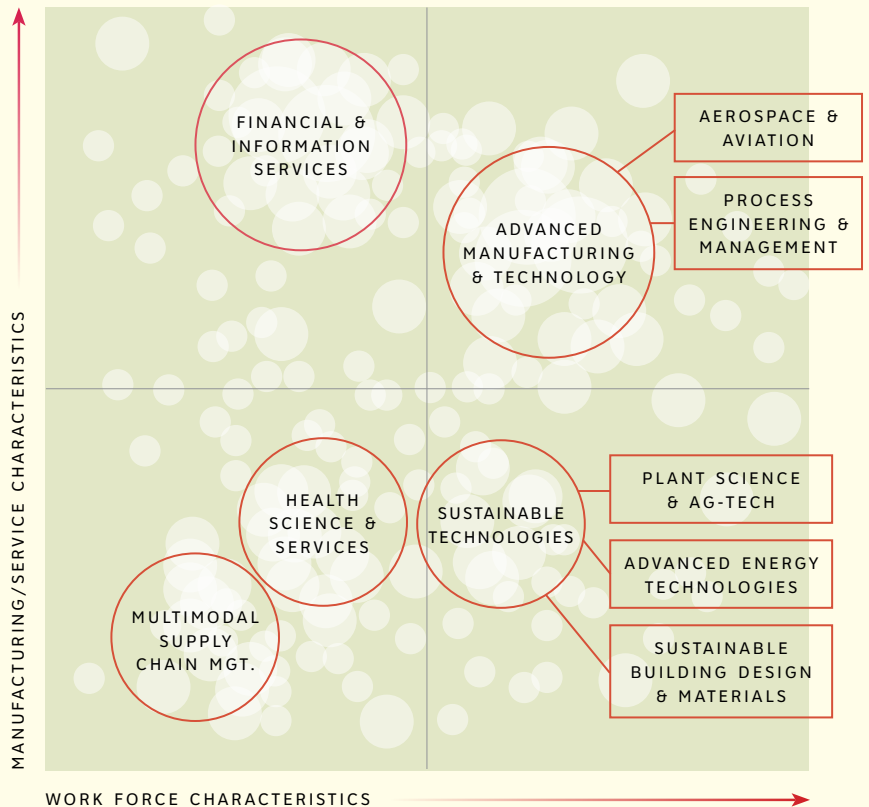 FINANCIAL &
INFORMATION
SERVICES
AEROSPACE &
AVIATION
PROCESS
ENGINEERING &
MANAGEMENT
ADVANCED
MANUFACTURING
& TECHNOLOGY
MANUFACTURING/SERVICE CHARACTERISTICS
HEALTH
SCIENCE &
SERVICES
SUSTAINABLE
TECHNOLOGIES
PLANT SCIENCE
& AG-TECH
ADVANCED ENERGY
TECHNOLOGIES
SUSTAINABLE
BUILDING DESIGN
& MATERIALS
MULTIMODAL
SUPPLY
CHAIN MGT.
WORK FORCE CHARACTERISTICS